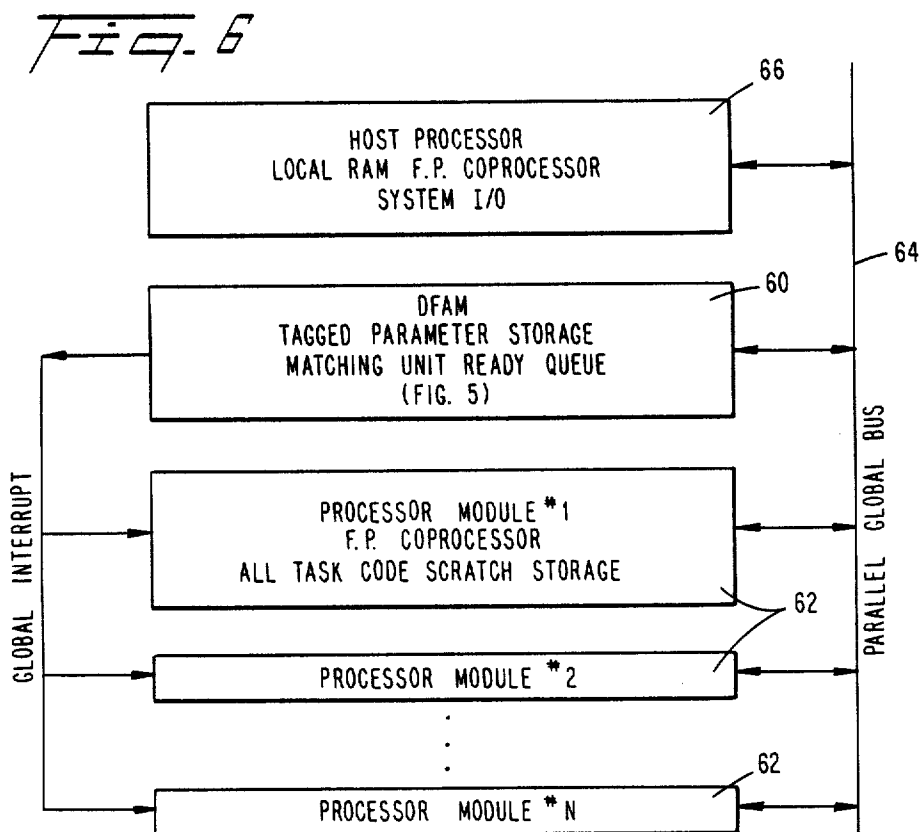 Fig. 6
66
HOST PROCESSOR
LOCAL RAM F.P. COPROCESSOR
SYSTEM I/O
64
60
DFAM
TAGGED PARAMETER STORAGE
MATCHING UNIT READY QUEUE
(FIG. 5)
GLOBAL INTERRUPT
PARALLEL GLOBAL BUS
PROCESSOR MODULE #1
F.P. COPROCESSOR
ALL TASK CODE SCRATCH STORAGE
62
PROCESSOR MODULE #2
62
PROCESSOR MODULE #N